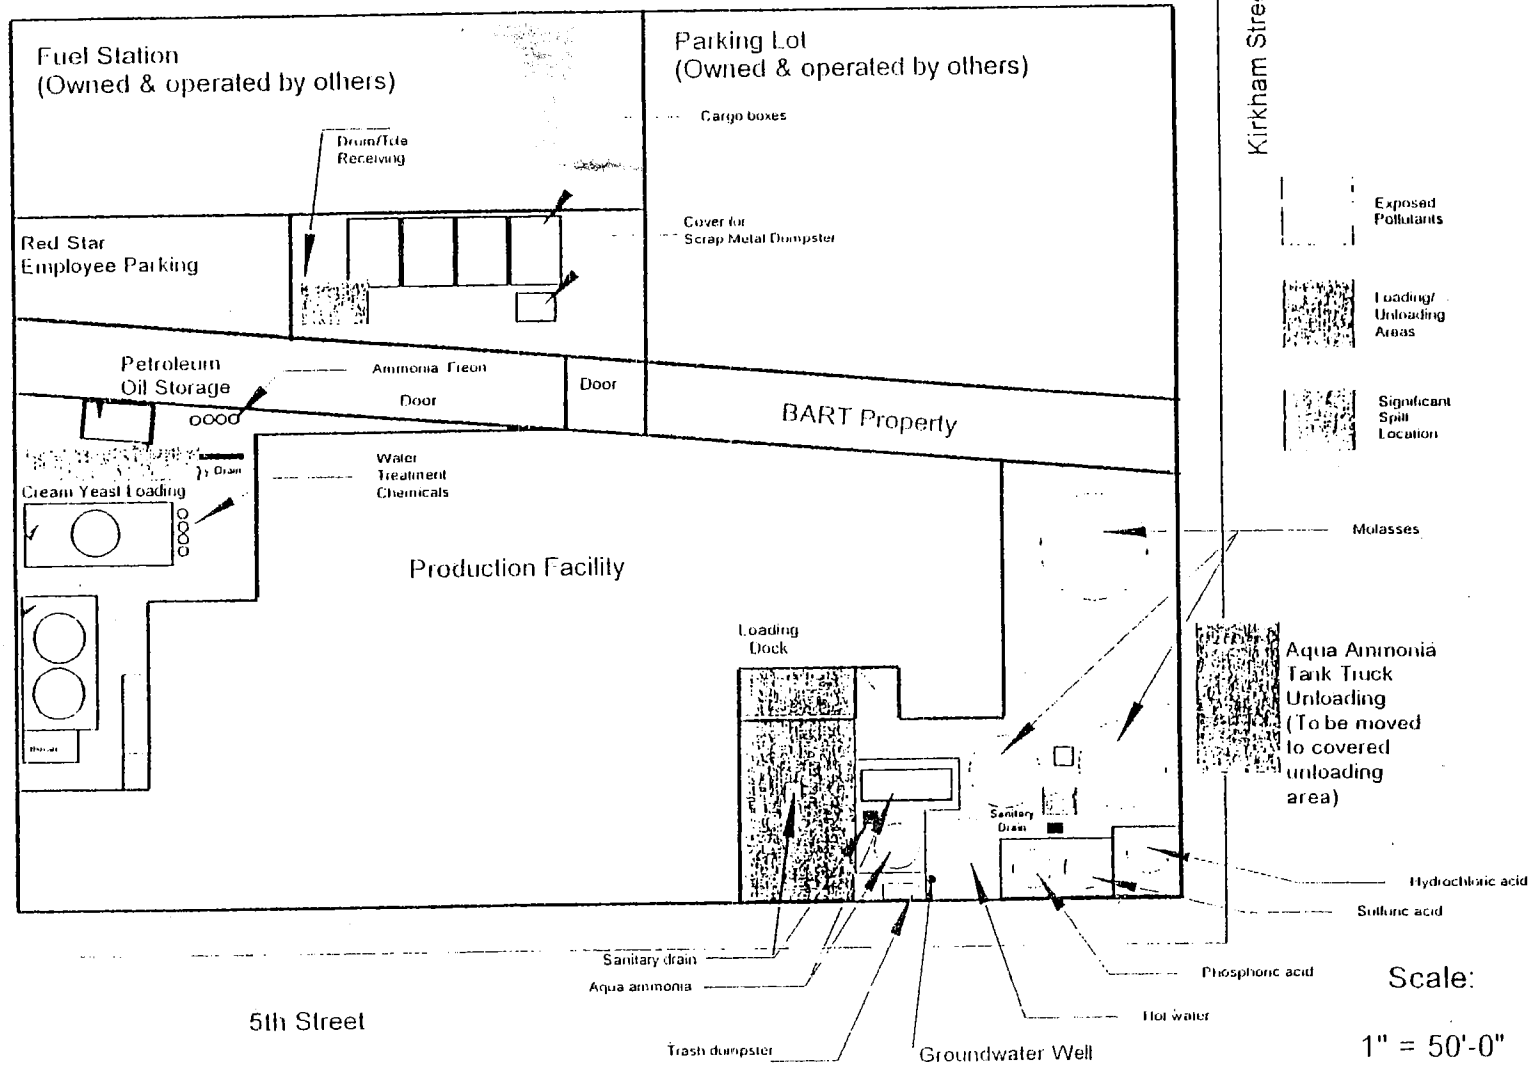 Fuel Station
(Owned & operated by others)
Parking Lot
(Owned & operated by others)
Kirkham
Cargo boxes
Receiving
Exposed
Pollutants
Cover for
Scrap Metal Dumpster
Red Star
Employee Parking
Loading/
Unloading
Areas
Petroleum
Oil Storage
Ammonia Freon
Door
Door
BART Property
Significant
Spill
Location
Drain
Cream Yeast Loading
Water
Treatment
Chemicals
Production Facility
Molasses
Loading
Dock
Aqua Ammonia
Tank Truck
Unloading
(To be moved
to covered
unloading
area)
Sanitary
Drain
Hydrochloric acid
Sulfuric acid
Sanitary drain
Aqua ammonia
Phosphoric acid
Scale:
5th Street
Hot water
Trash dumpster
Groundwater Well
1" = 50'-0"